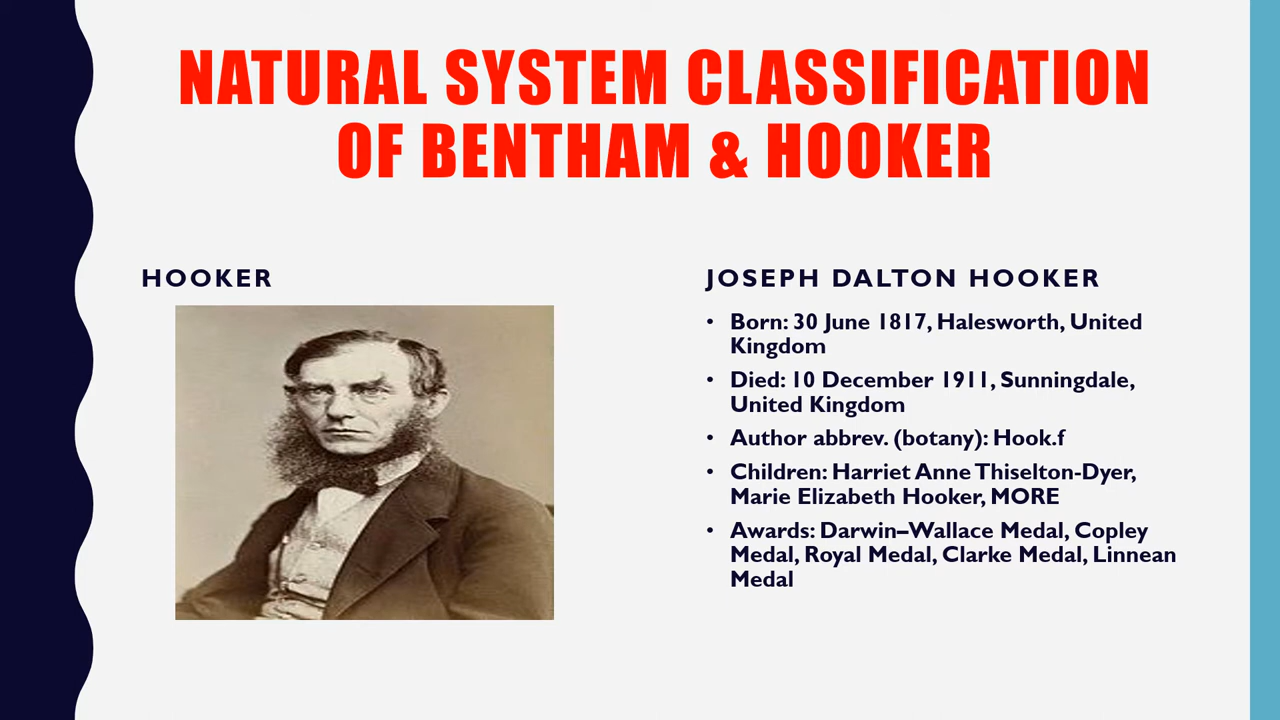 NATURAL SYSTEM CLASSIFICATION
OF BENTHAM & HOOKER
HOOKER
JOSEPH DALTON HOOKER
• Born: 30 June 1817, Halesworth, United
Kingdom
• Died: 10 December 1911, Sunningdale,
United Kingdom
• Author abbrev. (botany): Hook.f
• Children: Harriet Anne Thiselton-Dyer,
Marie Elizabeth Hooker, MORE
• Awards: Darwin–Wallace Medal, Copley
Medal, Royal Medal, Clarke Medal, Linnean
Medal